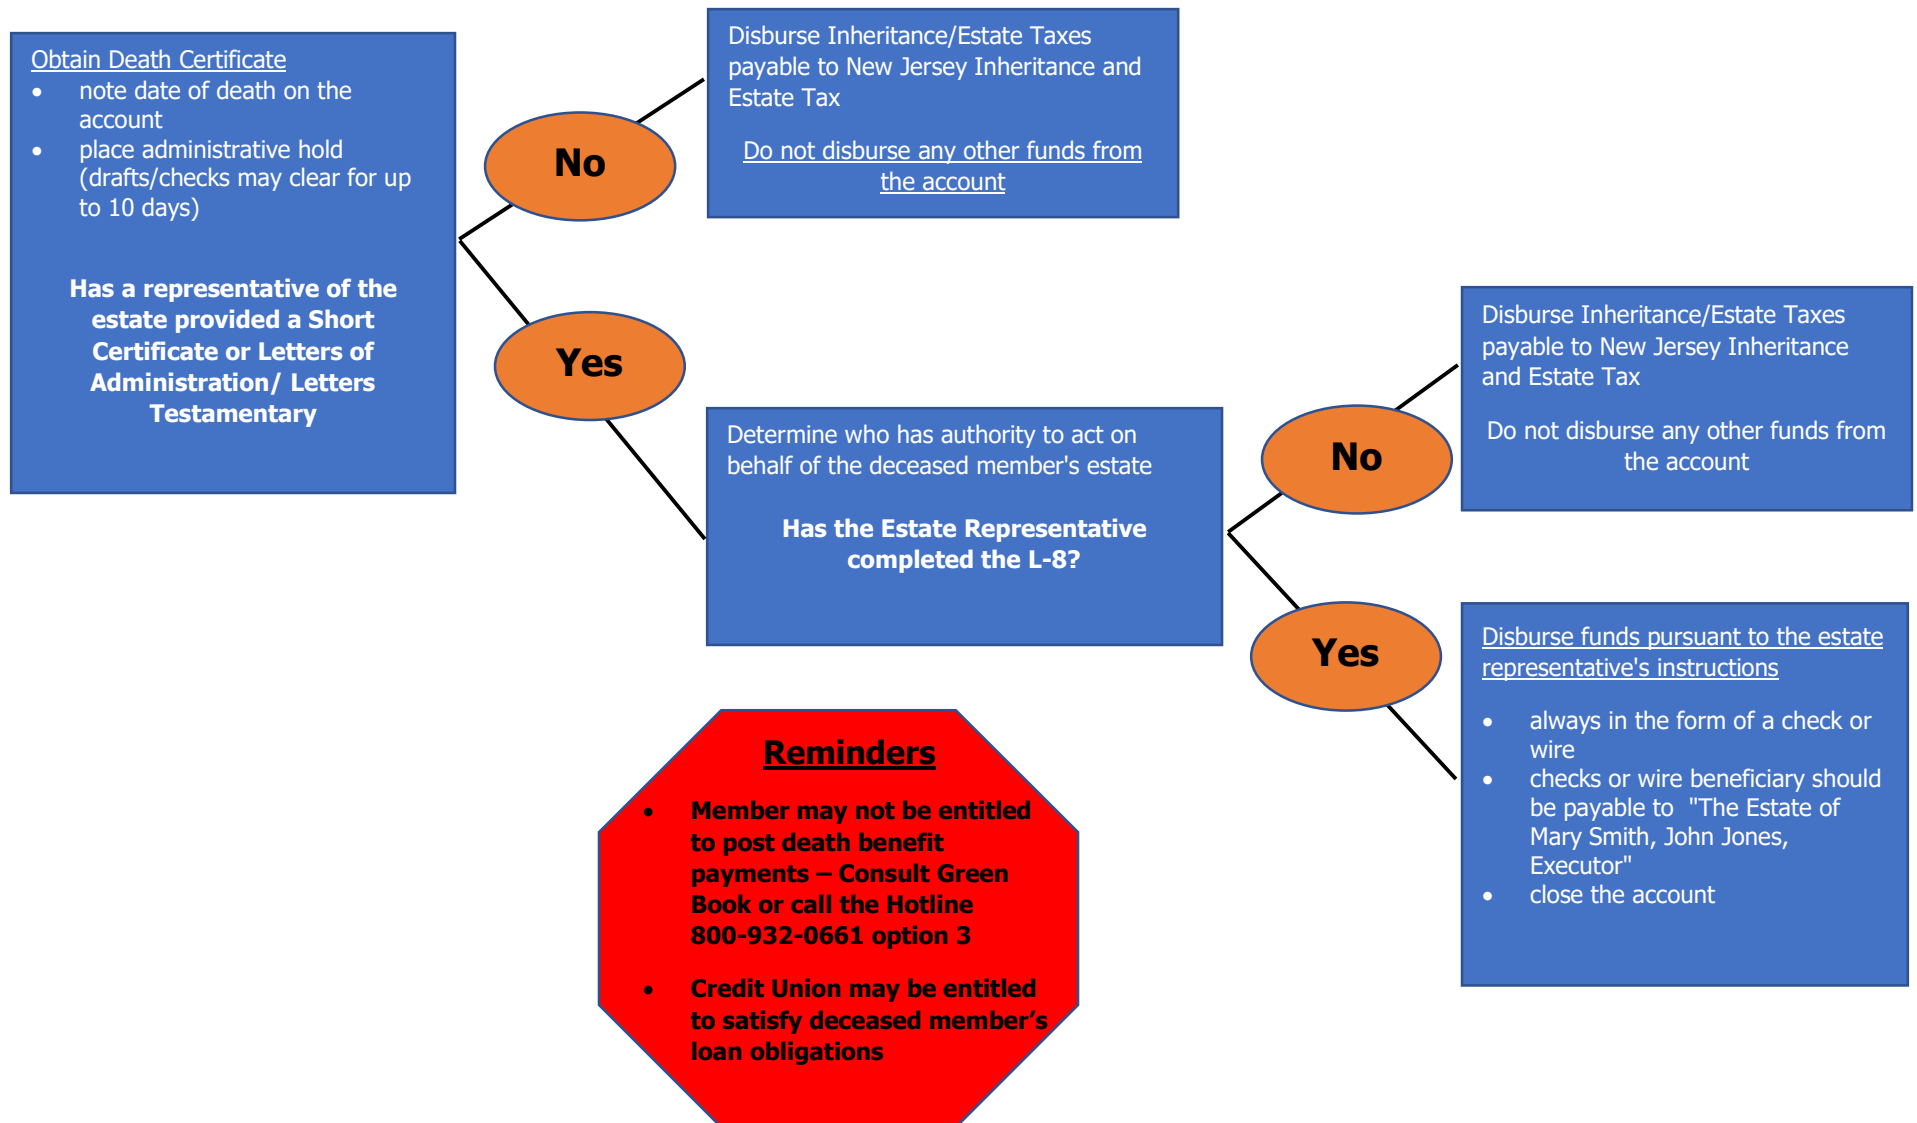 Obtain Death Certificate
• note date of death on the
account
• place administrative hold
(drafts/checks may clear for up
to 10 days)
Has a representative of the
estate provided a Short
Certificate or Letters of
Administration/ Letters
Testamentary
No
Disburse Inheritance/Estate Taxes
payable to New Jersey Inheritance and
Estate Tax
Do not disburse any other funds from
the account
Yes
Determine who has authority to act on
behalf of the deceased member's estate
Has the Estate Representative
completed the L-8?
No
Disburse Inheritance/Estate Taxes
payable to New Jersey Inheritance
and Estate Tax
Do not disburse any other funds from
the account
Yes
Disburse funds pursuant to the estate
representative's instructions
• always in the form of a check or
wire
• checks or wire beneficiary should
be payable to "The Estate of
Mary Smith, John Jones,
Executor"
• close the account
Reminders
• Member may not be entitled
to post death benefit
payments – Consult Green
Book or call the Hotline
800-932-0661 option 3
• Credit Union may be entitled
to satisfy deceased member’s
loan obligations